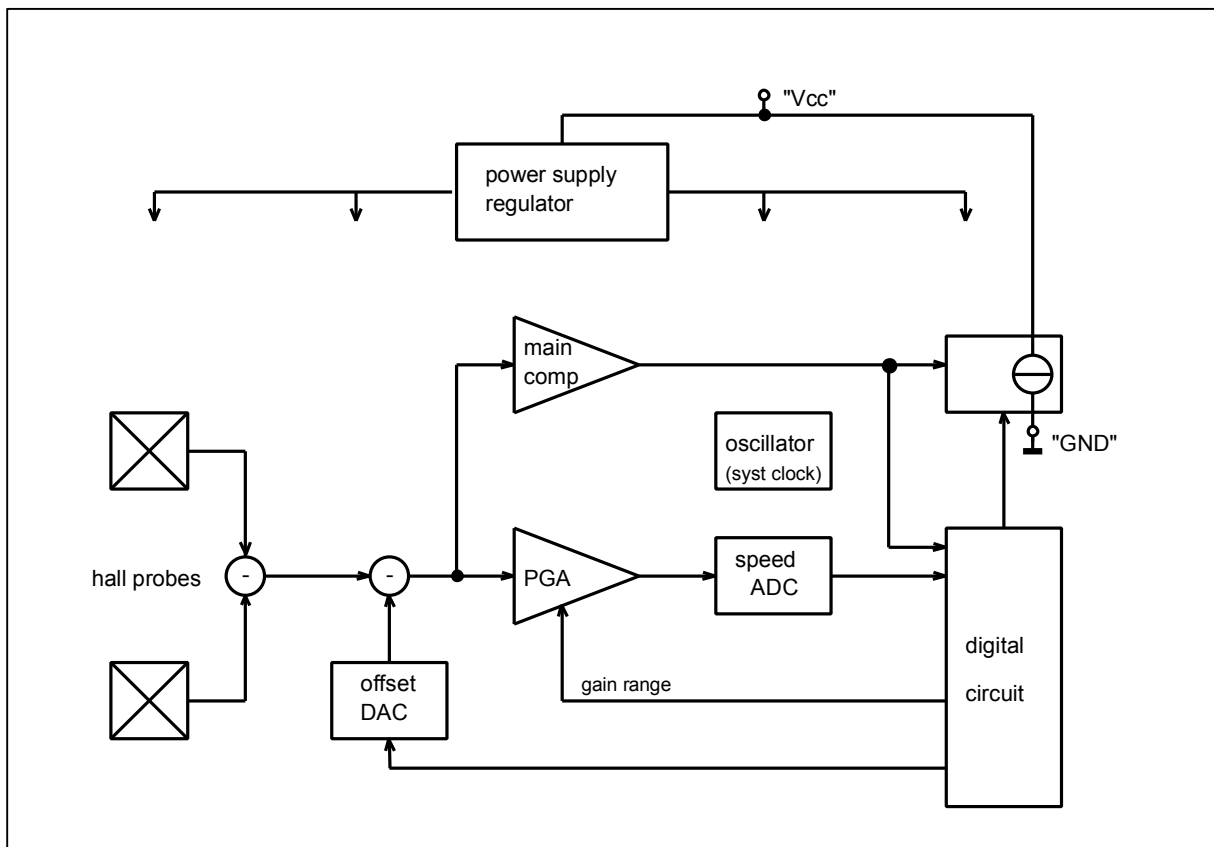 "Vcc"
power supply
regulator
main
comp
oscillator
(syst clock)
"GND"
hall probes
-
-
PGA
speed
ADC
digital
circuit
offset
DAC
gain range